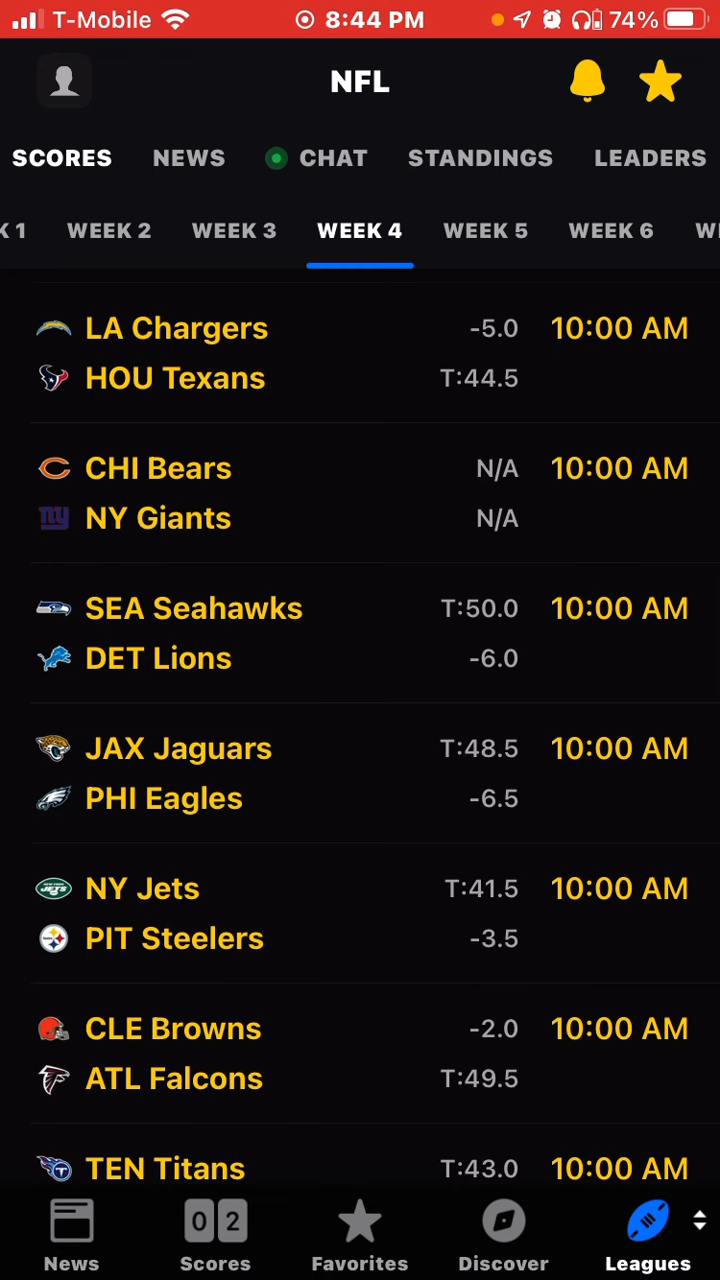 T-Mobile 8:44 PM 74%
NFL
SCORES NEWS CHAT STANDINGS LEADERS
K 1 WEEK 2 WEEK 3 WEEK 4 WEEK 5 WEEK 6 WE
LA Chargers -5.0 10:00 AM
HOU Texans T:44.5
CHI Bears N/A 10:00 AM
NY Giants N/A
SEA Seahawks T:50.0 10:00 AM
DET Lions -6.0
JAX Jaguars T:48.5 10:00 AM
PHI Eagles -6.5
NY Jets T:41.5 10:00 AM
PIT Steelers -3.5
CLE Browns -2.0 10:00 AM
ATL Falcons T:49.5
TEN Titans T:43.0 10:00 AM
0 2
News Scores Favorites Discover Leagues